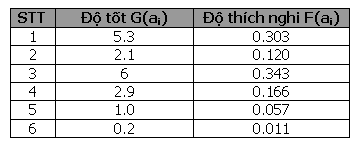 STT Độ tốt G(ai) Độ thích nghi F(ai)
1 5.3 0.303
2 2.1 0.120
3 6 0.343
4 2.9 0.166
5 1.0 0.057
6 0.2 0.011